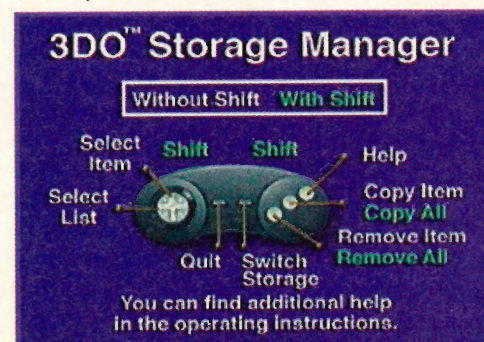 3DO™ Storage Manager
Without Shift With Shift
Select Item
Shift
Shift
Help
Select List
Copy Item
Copy All
Remove Item
Remove All
Quit
Switch Storage
You can find additional help
in the operating instructions.